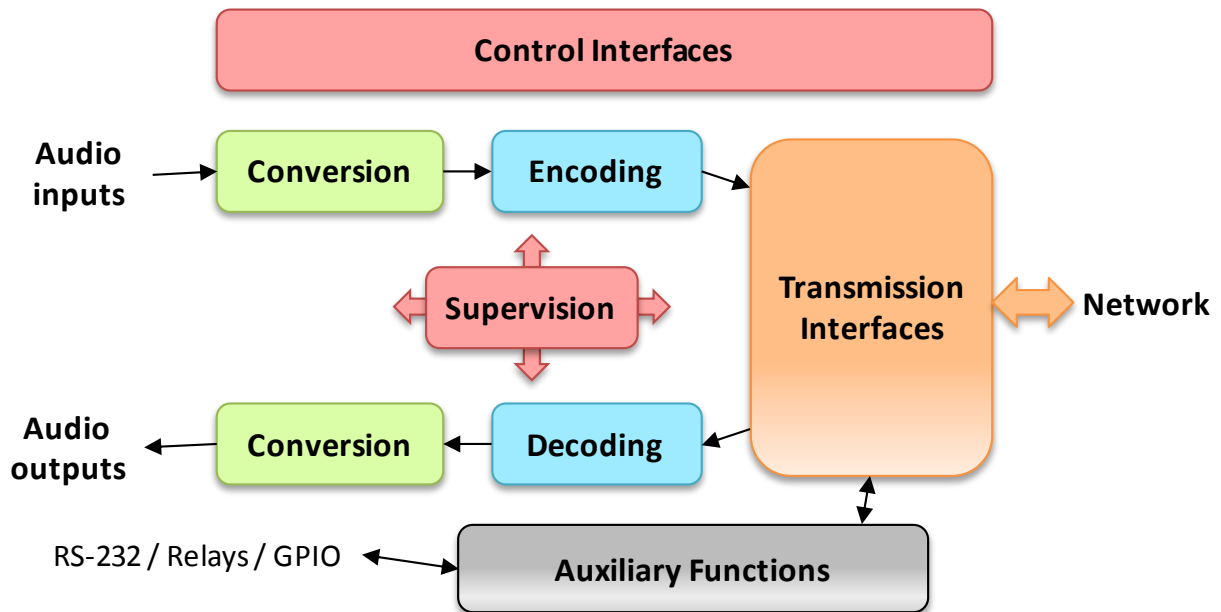 Control Interfaces
Audio
inputs
Conversion
Encoding
Transmission
Interfaces
Network
Supervision
Audio
outputs
Conversion
Decoding
RS-232 / Relays / GPIO
Auxiliary Functions